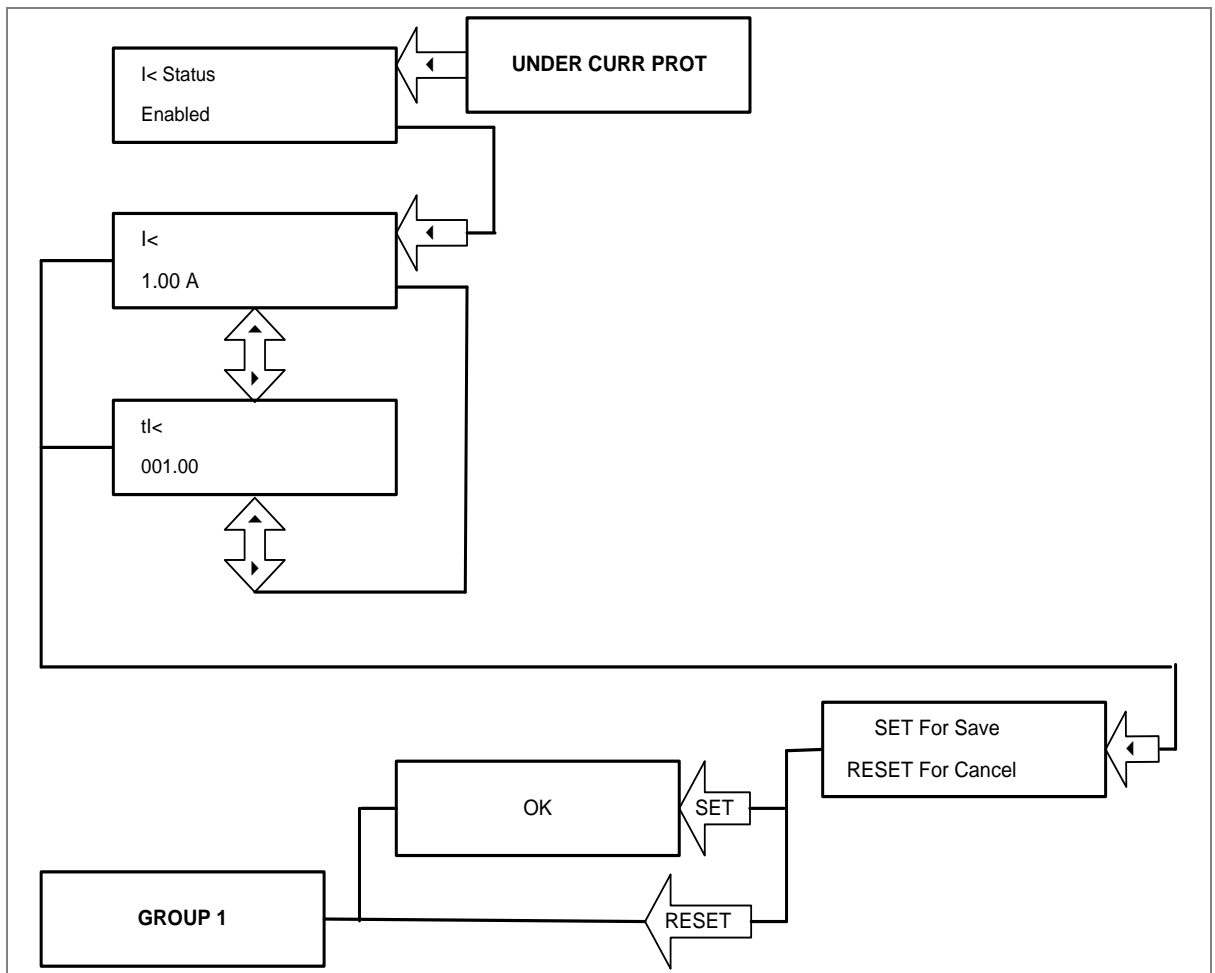 UNDER CURR PROT
I< Status
Enabled
I<
1.00 A
tI<
001.00
SET For Save
RESET For Cancel
OK
SET
GROUP 1
RESET